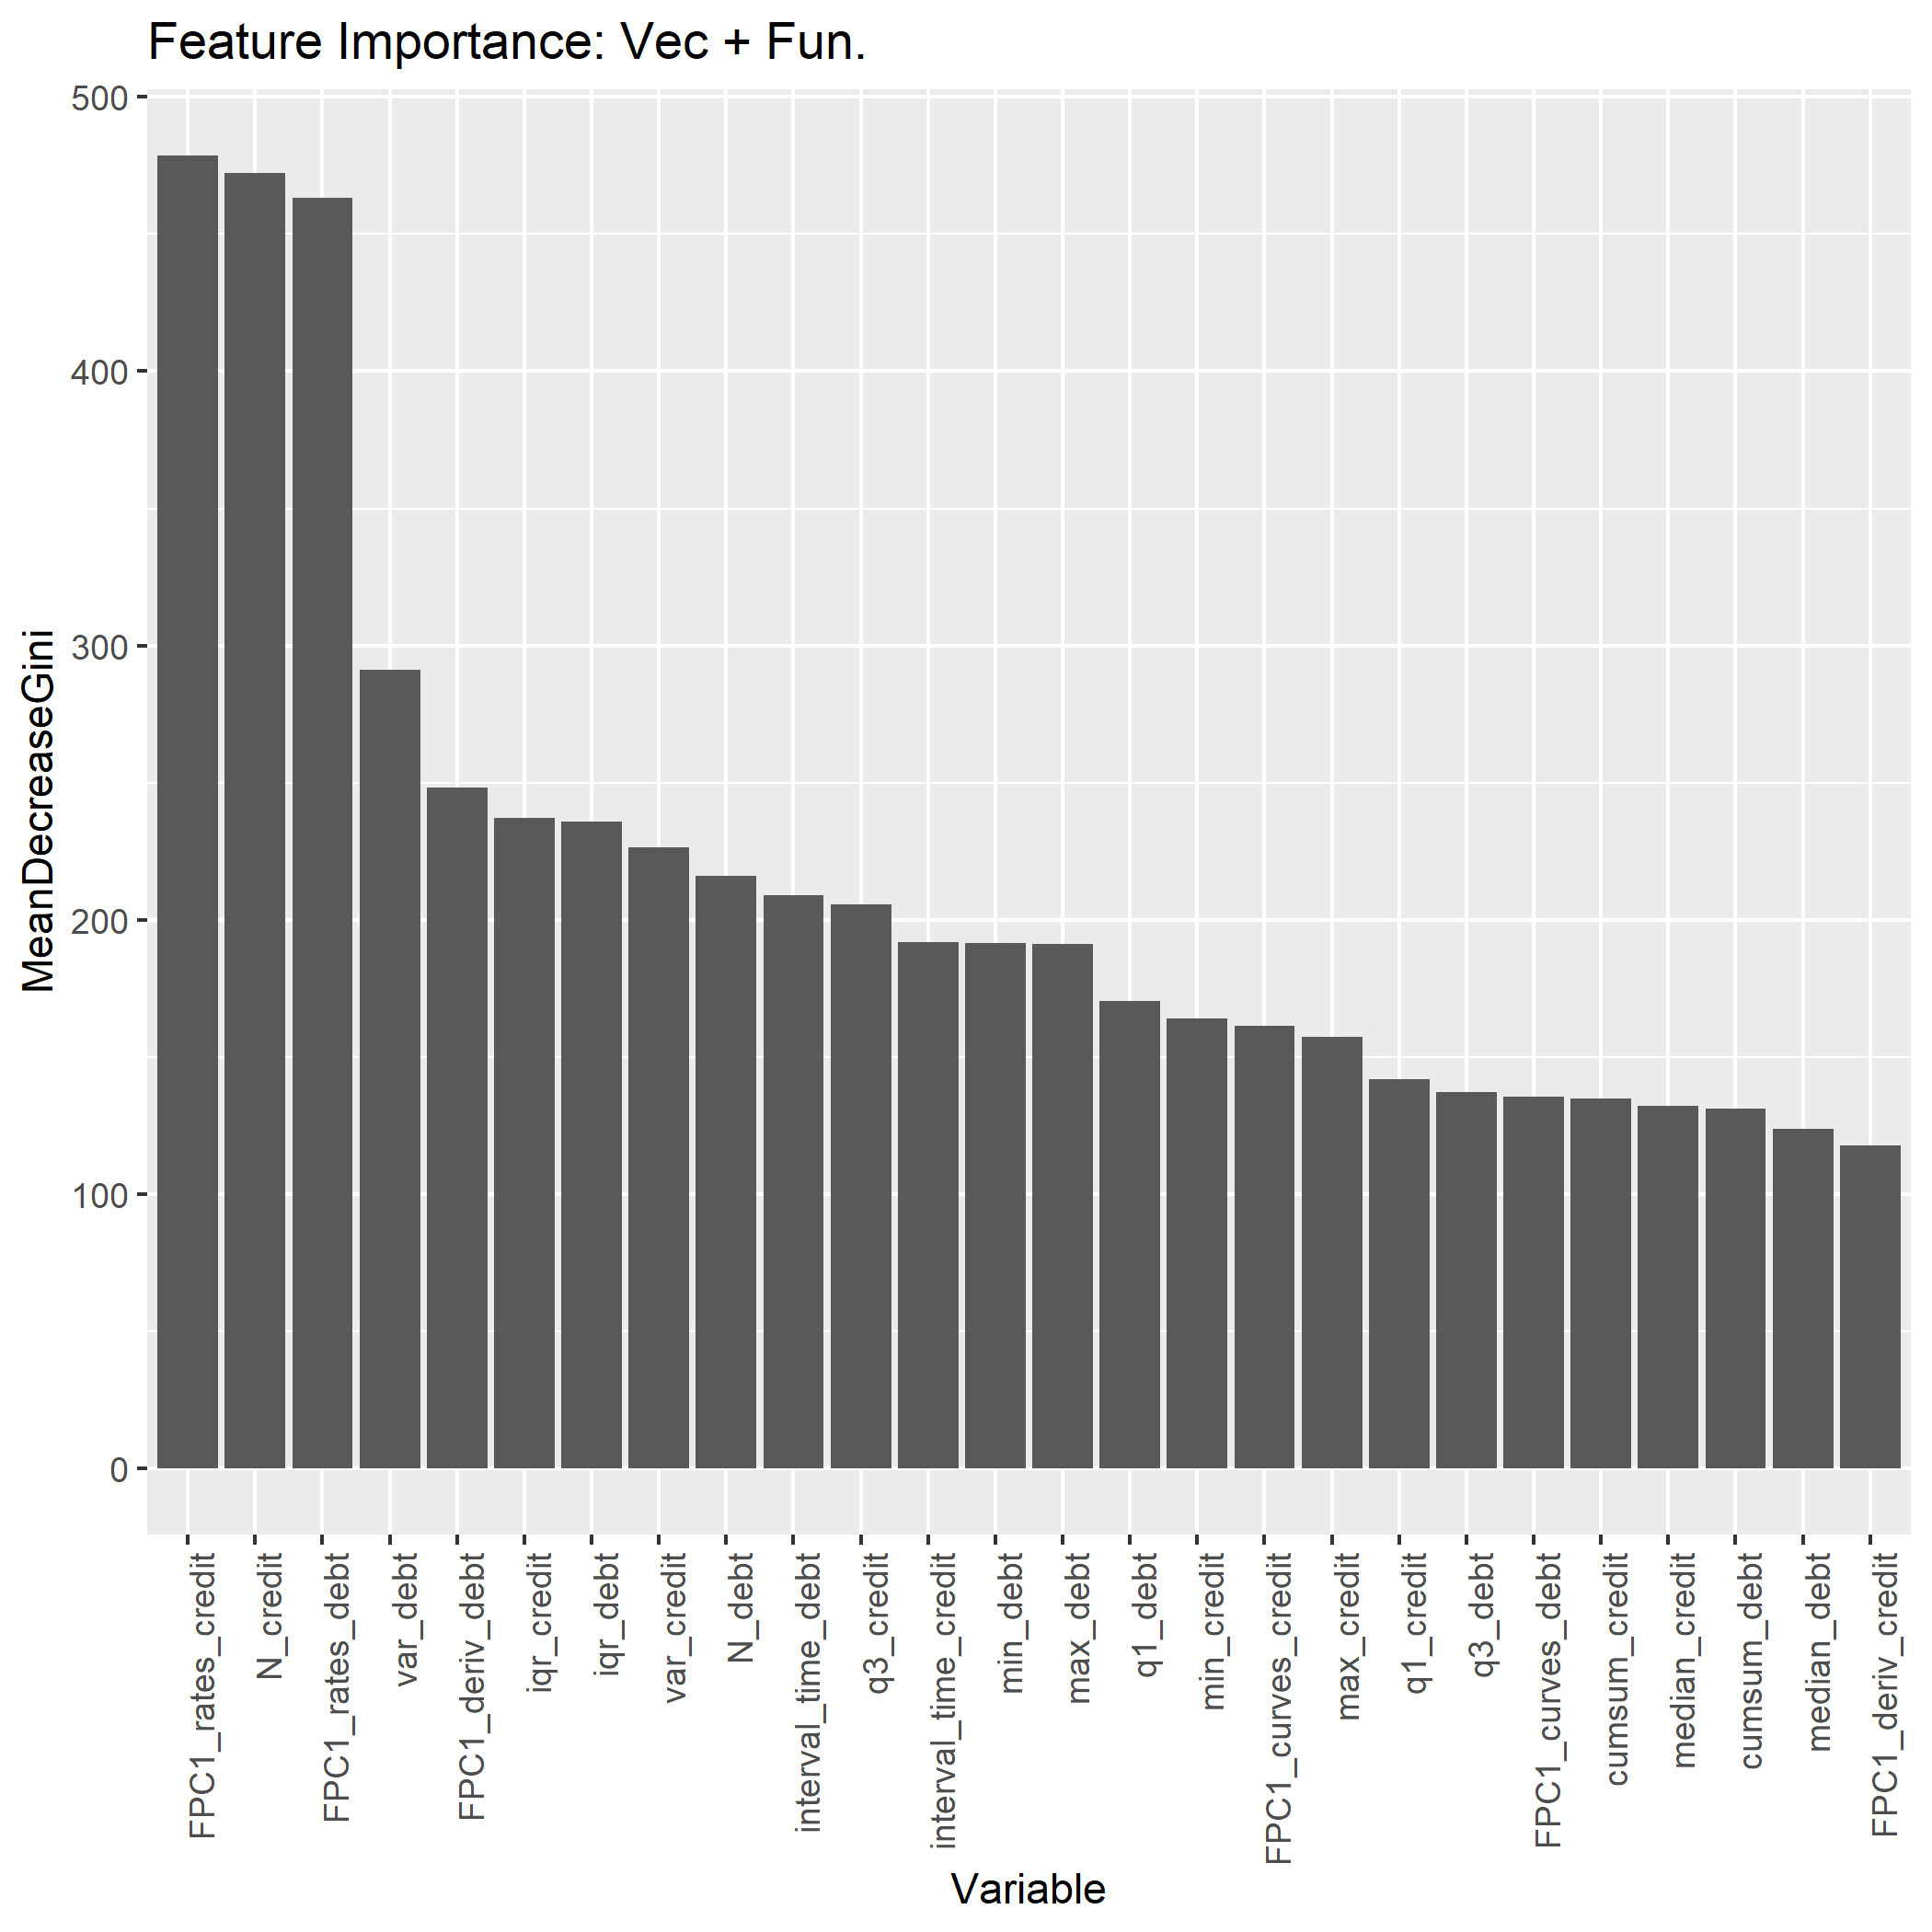 Feature Importance: Vec + Fun.
500
400
300
200
100
0
MeanDecreaseGini
FPC1_rates_credit
N_credit
FPC1_rates_debt
var_debt
FPC1_deriv_debt
iqr_credit
iqr_debt
var_credit
N_debt
interval_time_debt
q3_credit
interval_time_credit
min_debt
max_debt
q1_debt
min_credit
FPC1_curves_credit
max_credit
q1_credit
q3_debt
FPC1_curves_debt
cumsum_credit
median_credit
cumsum_debt
median_debt
FPC1_deriv_credit
Variable